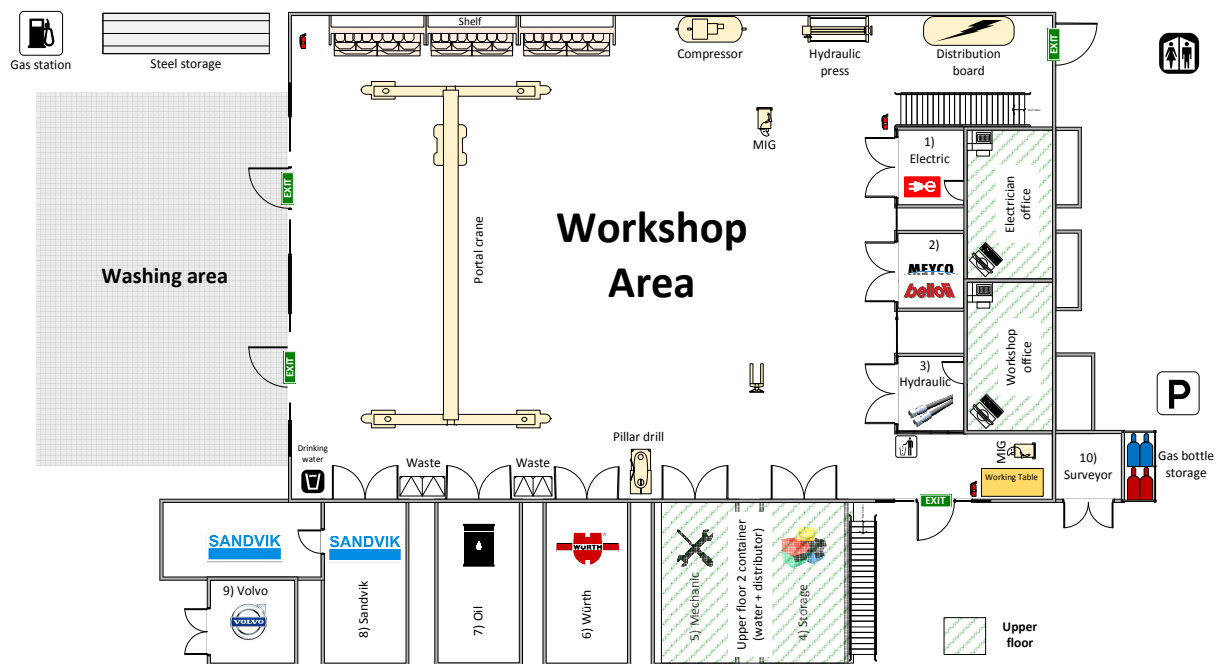 Shelf
Gas station
Steel storage
Compressor
Hydraulic
press
Distribution
board
EXIT
MIG
1)
Electric
e
Electrician
office
EXIT
Portal crane
Workshop
Area
2)
MEYCO
belloli
Washing area
EXIT
Workshop
office
3)
Hydraulic
P
Drinking
water
Waste
Waste
Pillar drill
MIG
Working Table
10)
Surveyor
Gas bottle
storage
EXIT
SANDVIK
SANDVIK
WÜRTH
9) Volvo
VOLVO
8) Sandvik
7) Oil
6) Würth
5) Mechanic
Upper floor 2 container
(water + distributor)
4) Storage
Upper
floor